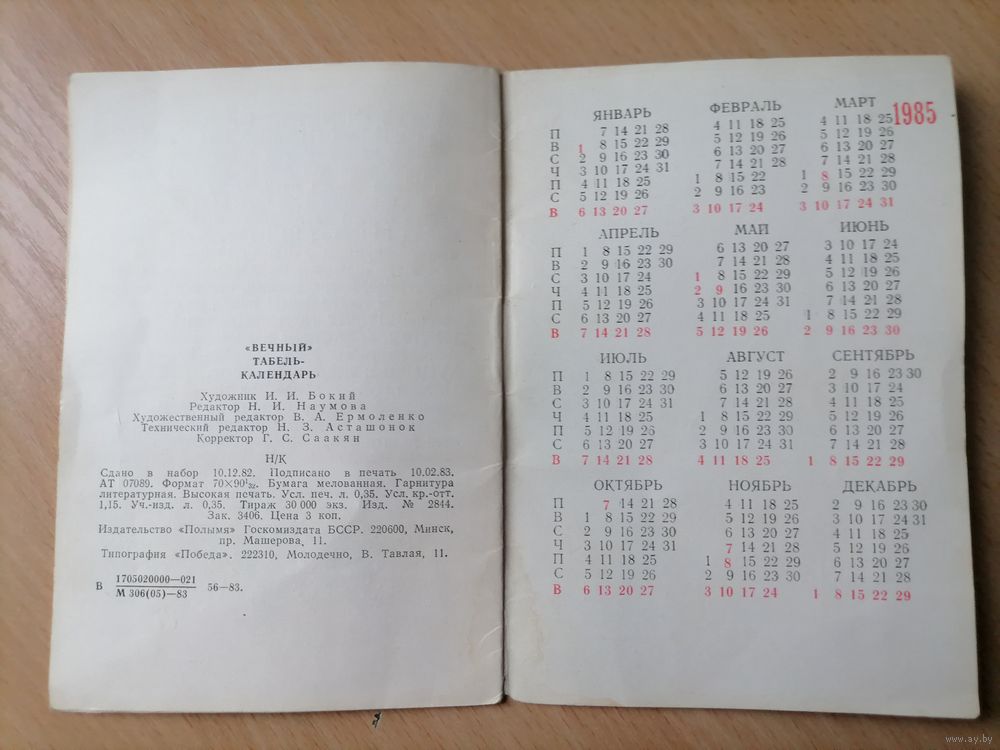 «ВЕЧНЫЙ»
ТАБЕЛЬ-
КАЛЕНДАРЬ
Художник И. И. Бокий
Редактор Н. И. Наумова
Художественный редактор В. А. Ермоленко
Технический редактор Н. З. Асташонок
Корректор Г. С. Саакян
Н/К
Сдано в набор 10.12.82. Подписано в печать 10.02.83.
АТ 07089. Формат 70×90¹/₃₂. Бумага мелованная. Гарнитура
литературная. Высокая печать. Усл. печ. л. 0,35. Усл. кр.-отт.
1,15. Уч.-изд. л. 0,35. Тираж 30 000 экз. Изд. № 2844.
Зак. 3406. Цена 3 коп.
Издательство «Полымя» Госкомиздата БССР. 220600, Минск,
пр. Машерова, 11.
Типография «Победа». 222310, Молодечно, В. Тавлая, 11.
В 1705020000—021 56—83.
М 306(05)—83
1985
ЯНВАРЬ ФЕВРАЛЬ МАРТ
П 7 14 21 28 4 11 18 25 4 11 18 25
В 1 8 15 22 29 5 12 19 26 5 12 19 26
С 2 9 16 23 30 6 13 20 27 6 13 20 27
Ч 3 10 17 24 31 7 14 21 28 7 14 21 28
П 4 11 18 25 1 8 15 22 1 8 15 22 29
С 5 12 19 26 2 9 16 23 2 9 16 23 30
В 6 13 20 27 3 10 17 24 3 10 17 24 31
АПРЕЛЬ МАЙ ИЮНЬ
П 1 8 15 22 29 6 13 20 27 3 10 17 24
В 2 9 16 23 30 7 14 21 28 4 11 18 25
С 3 10 17 24 1 8 15 22 29 5 12 19 26
Ч 4 11 18 25 2 9 16 23 30 6 13 20 27
П 5 12 19 26 3 10 17 24 31 7 14 21 28
С 6 13 20 27 4 11 18 25 1 8 15 22 29
В 7 14 21 28 5 12 19 26 2 9 16 23 30
ИЮЛЬ АВГУСТ СЕНТЯБРЬ
П 1 8 15 22 29 5 12 19 26 2 9 16 23 30
В 2 9 16 23 30 6 13 20 27 3 10 17 24
С 3 10 17 24 31 7 14 21 28 4 11 18 25
Ч 4 11 18 25 1 8 15 22 29 5 12 19 26
П 5 12 19 26 2 9 16 23 30 6 13 20 27
С 6 13 20 27 3 10 17 24 31 7 14 21 28
В 7 14 21 28 4 11 18 25 1 8 15 22 29
ОКТЯБРЬ НОЯБРЬ ДЕКАБРЬ
П 7 14 21 28 4 11 18 25 2 9 16 23 30
В 1 8 15 22 29 5 12 19 26 3 10 17 24 31
С 2 9 16 23 30 6 13 20 27 4 11 18 25
Ч 3 10 17 24 31 7 14 21 28 5 12 19 26
П 4 11 18 25 1 8 15 22 29 6 13 20 27
С 5 12 19 26 2 9 16 23 30 7 14 21 28
В 6 13 20 27 3 10 17 24 1 8 15 22 29
www.ay.by